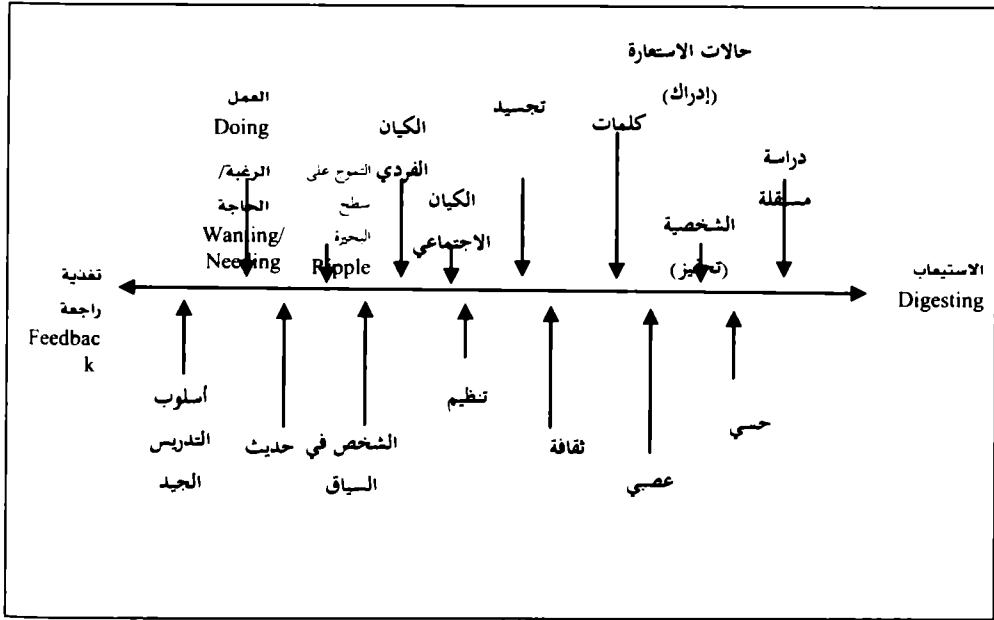 حالات الاستعارة
(إدراك)
العمل
Doing
الرغبة/
الحاجة
Wanting/
Needing
التموج على
سطح
البحيرة
Ripple
الكيان
الفردي
الكيان
الاجتماعي
تجسيد
كلمات
الشخصية
(تحفيز)
دراسة
مستقلة
الاستيعاب
Digesting
تغذية
راجعة
Feedbac
k
أسلوب
التدريس
الجيد
حديث
الشخص في
السياق
تنظيم
ثقافة
عصبي
حسي